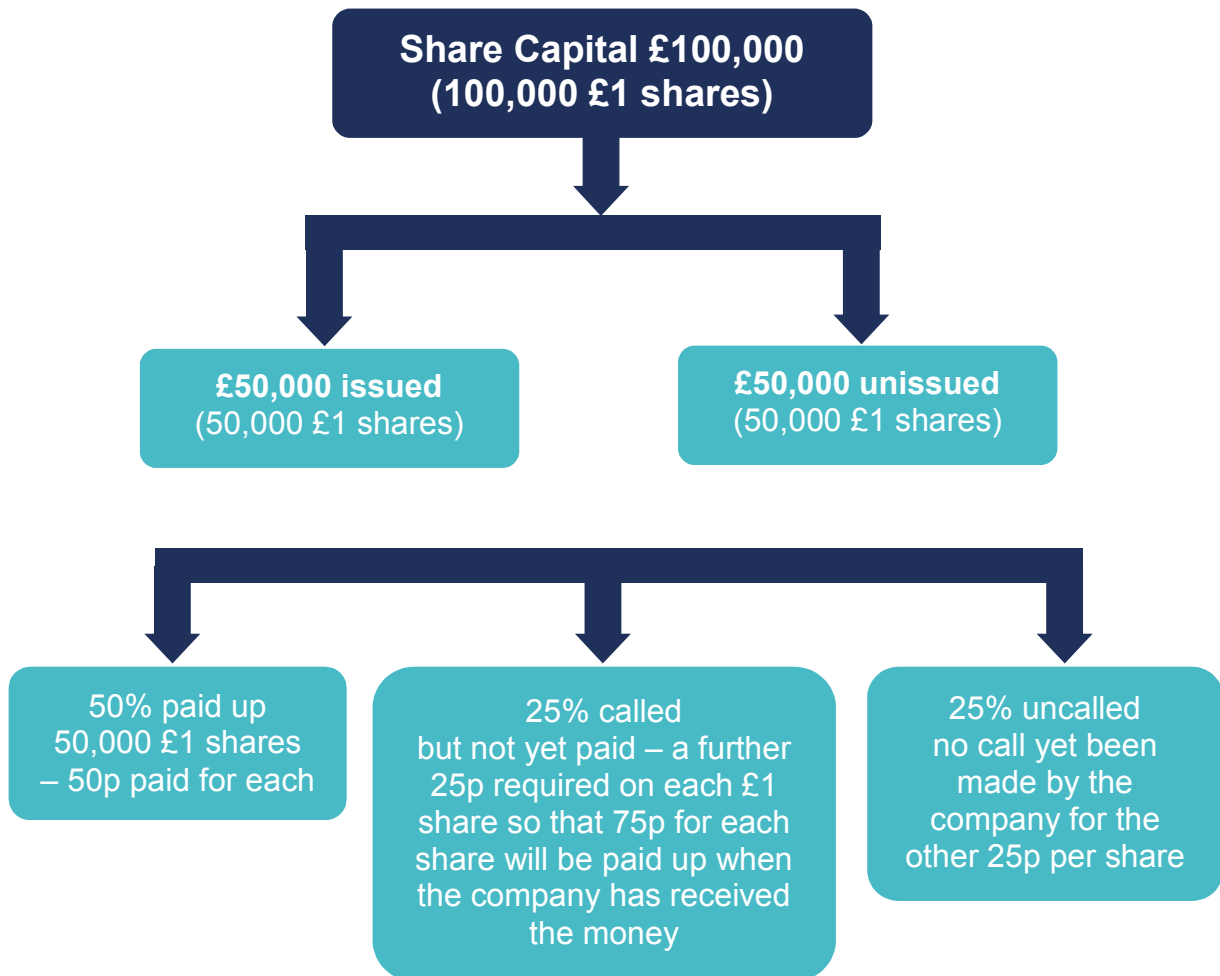 Share Capital £100,000
(100,000 £1 shares)
£50,000 issued
(50,000 £1 shares)
£50,000 unissued
(50,000 £1 shares)
50% paid up
50,000 £1 shares
– 50p paid for each
25% called
but not yet paid – a further
25p required on each £1
share so that 75p for each
share will be paid up when
the company has received
the money
25% uncalled
no call yet been
made by the
company for the
other 25p per share